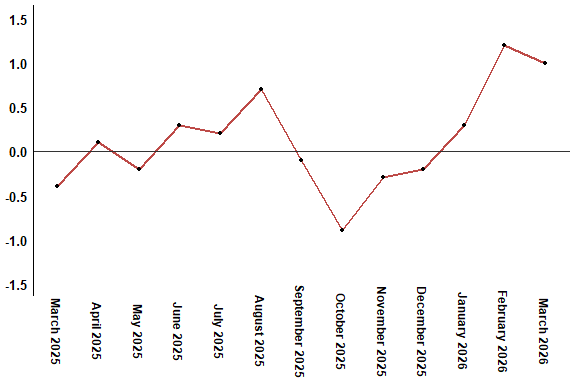 1.5
1.0
0.5
0.0
-0.5
-1.0
-1.5
March 2025
April 2025
May 2025
June 2025
July 2025
August 2025
September 2025
October 2025
November 2025
December 2025
January 2026
February 2026
March 2026